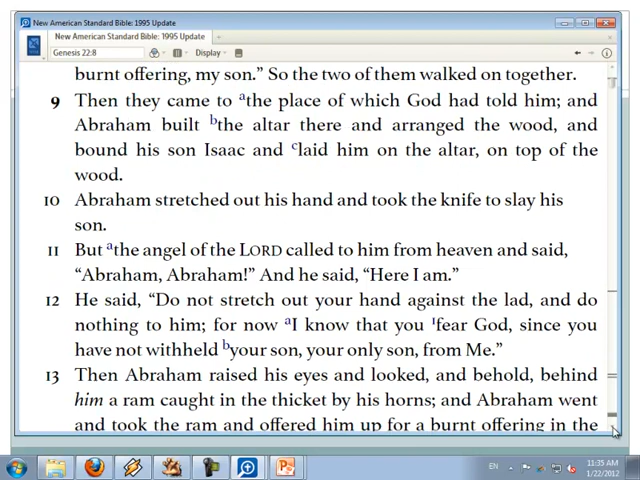 New American Standard Bible: 1995 Update
New American Standard Bible: 1995 Update
Genesis 22:8
Display
burnt offering, my son.” So the two of them walked on together.
9 Then they came to athe place of which God had told him; and
Abraham built bthe altar there and arranged the wood, and
bound his son Isaac and claid him on the altar, on top of the
wood.
10 Abraham stretched out his hand and took the knife to slay his
son.
11 But athe angel of the LORD called to him from heaven and said,
“Abraham, Abraham!” And he said, “Here I am.”
12 He said, “Do not stretch out your hand against the lad, and do
nothing to him; for now aI know that you 1fear God, since you
have not withheld byour son, your only son, from Me.”
13 Then Abraham raised his eyes and looked, and behold, behind
him a ram caught in the thicket by his horns; and Abraham went
and took the ram and offered him up for a burnt offering in the
EN
11:35 AM
1/22/2012